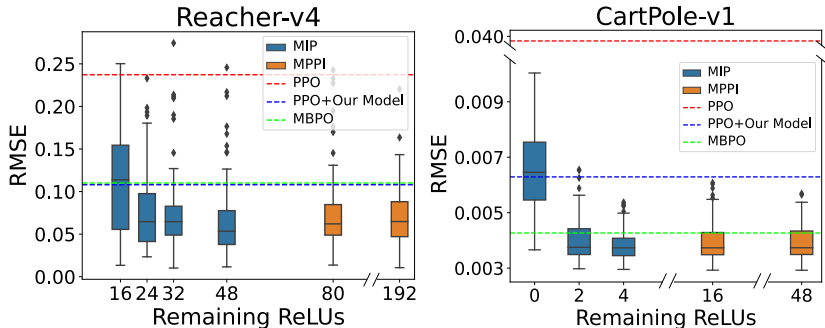 Reacher-v4
RMSE
0.25
0.20
0.15
0.10
0.05
0.00
16
24
32
48
80
192
Remaining ReLUs
MIP
MPPI
PPO
PPO+Our Model
MBPO
CartPole-v1
RMSE
0.040
0.009
0.007
0.004
0.003
0
2
4
16
48
Remaining ReLUs
MIP
MPPI
PPO
PPO+Our Model
MBPO